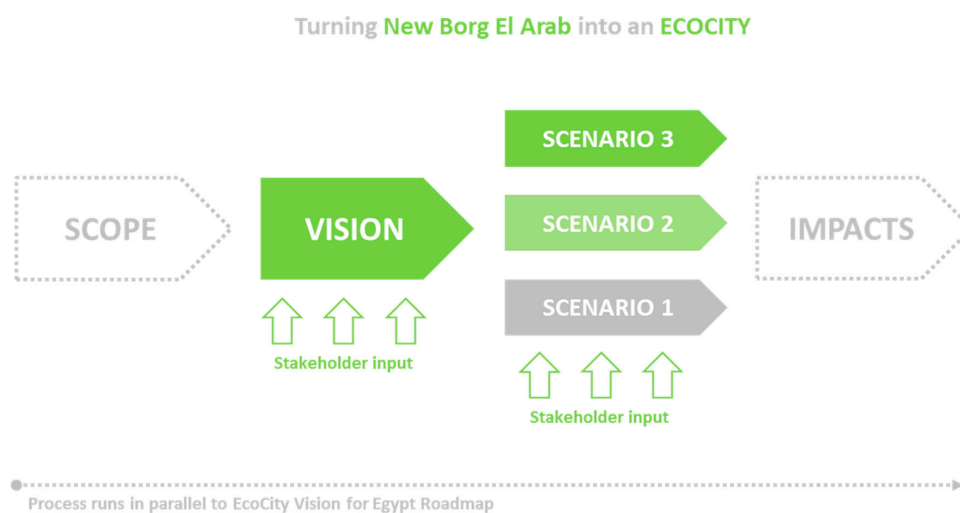 Turning New Borg El Arab into an ECOCITY
SCOPE
VISION
Stakeholder input
SCENARIO 3
SCENARIO 2
SCENARIO 1
Stakeholder input
IMPACTS
Process runs in parallel to EcoCity Vision for Egypt Roadmap